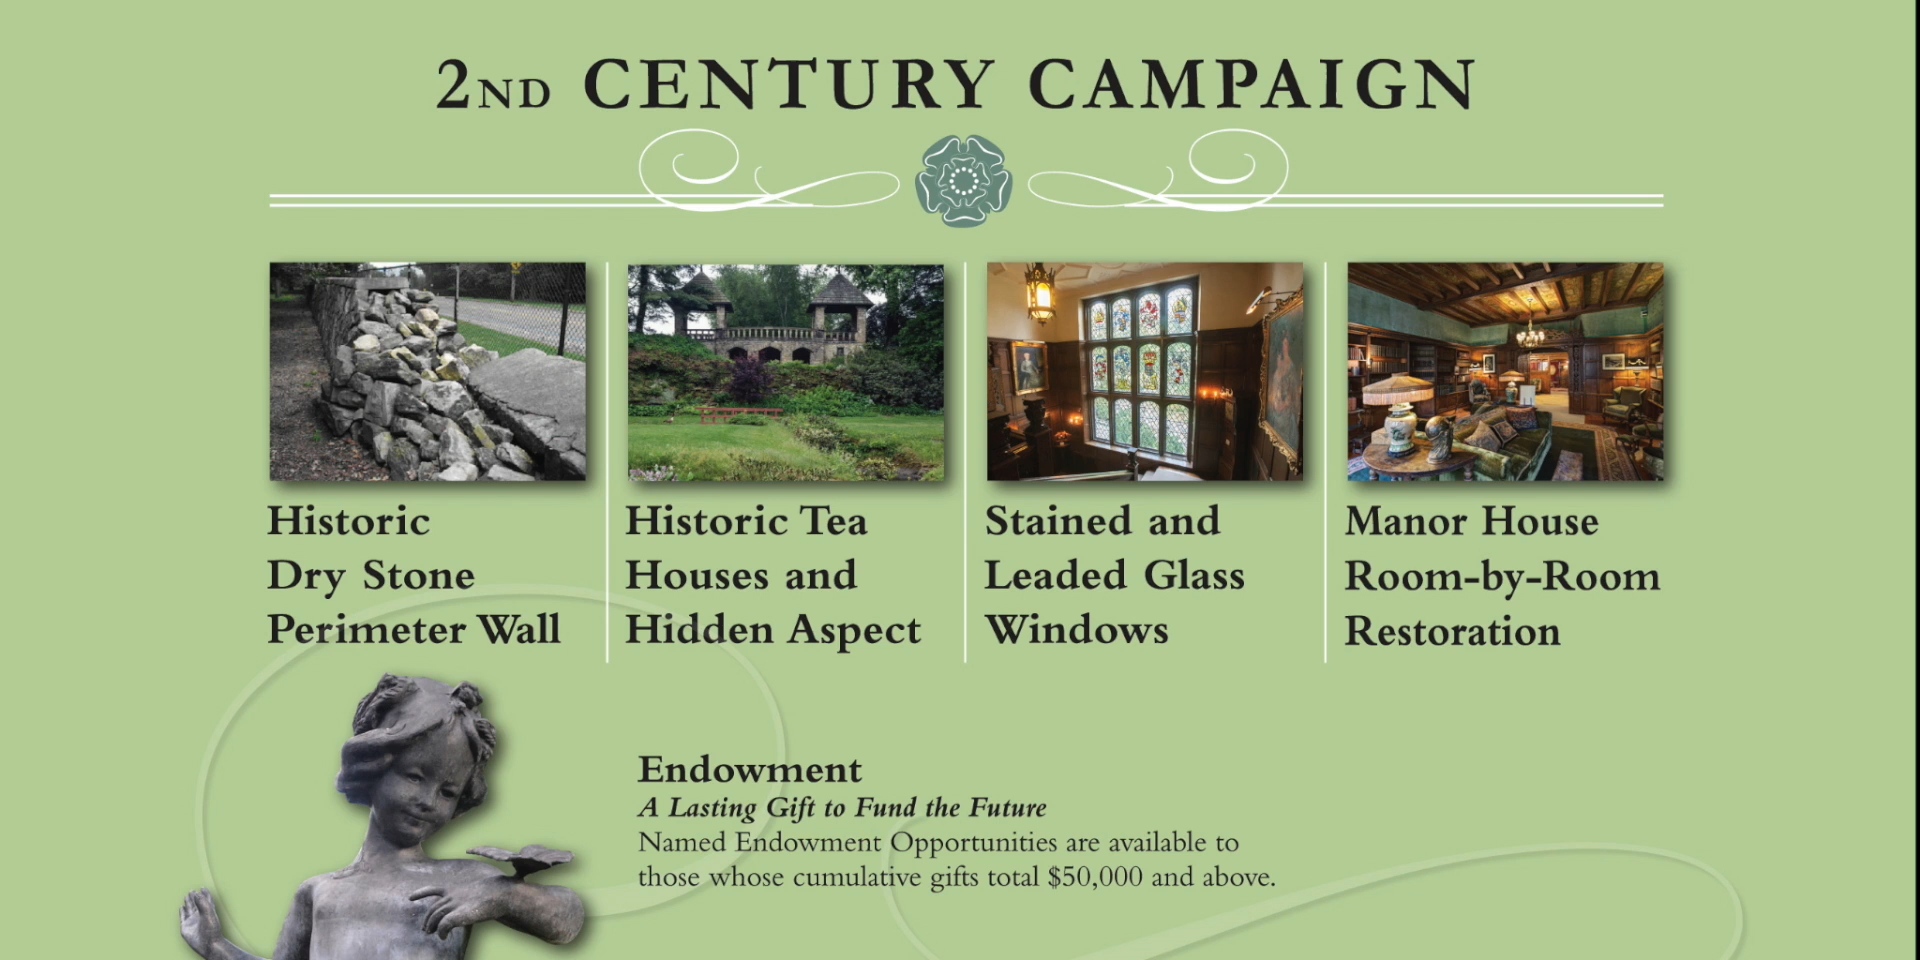 2ND CENTURY CAMPAIGN
Historic
Dry Stone
Perimeter Wall
Historic Tea
Houses and
Hidden Aspect
Stained and
Leaded Glass
Windows
Manor House
Room-by-Room
Restoration
Endowment
A Lasting Gift to Fund the Future
Named Endowment Opportunities are available to
those whose cumulative gifts total $50,000 and above.